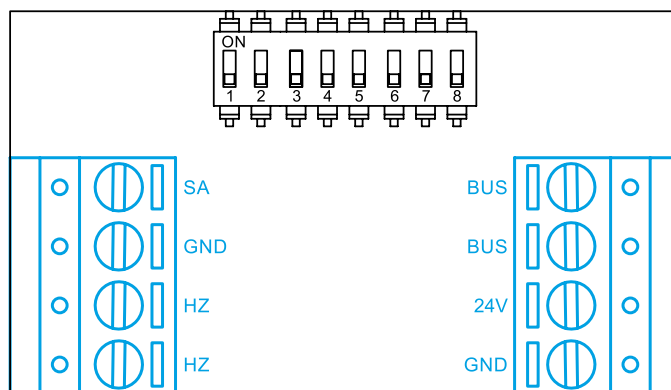 ON
1 2 3 4 5 6 7 8
SA BUS
GND BUS
HZ 24V
HZ GND